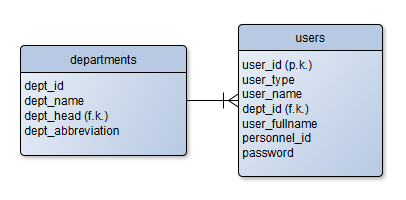 departments
dept_id
dept_name
dept_head (f.k.)
dept_abbreviation
users
user_id (p.k.)
user_type
user_name
dept_id (f.k.)
user_fullname
personnel_id
password